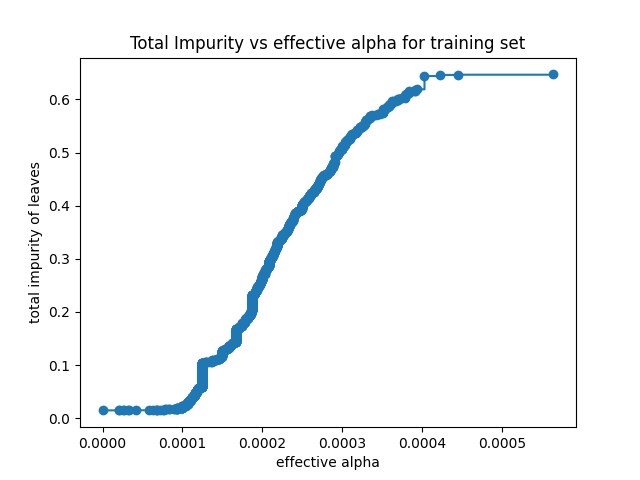 Total Impurity vs effective alpha for training set
total impurity of leaves
0.6
0.5
0.4
0.3
0.2
0.1
0.0
0.0000 0.0001 0.0002 0.0003 0.0004 0.0005
effective alpha